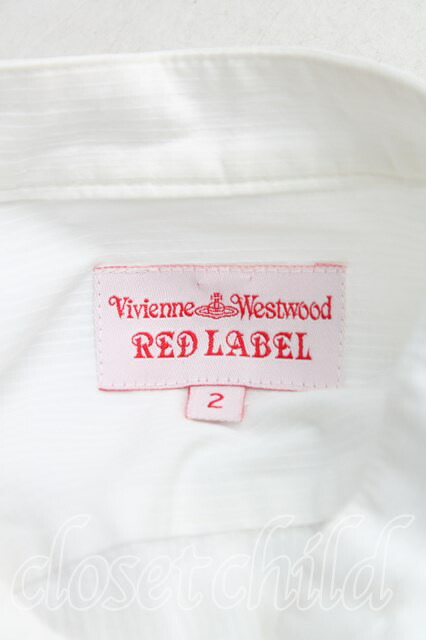 Vivienne Westwood
RED LABEL
2
closetchild